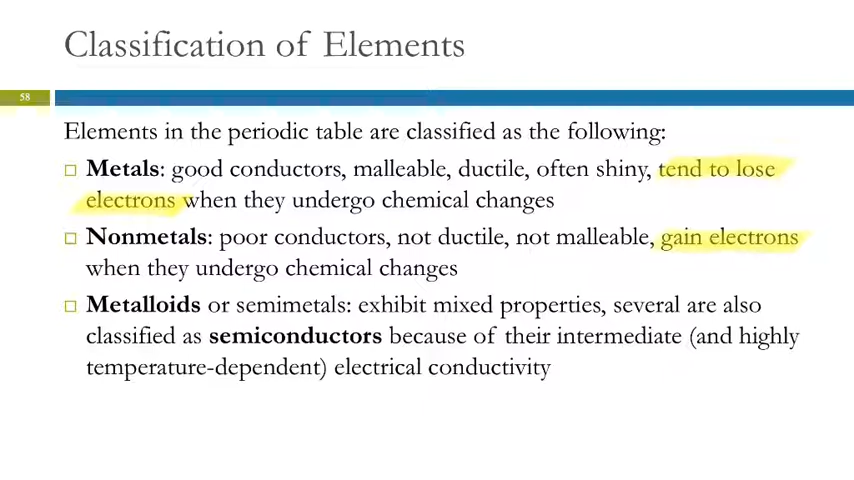 Classification of Elements
58
Elements in the periodic table are classified as the following:
Metals: good conductors, malleable, ductile, often shiny, tend to lose
electrons when they undergo chemical changes
Nonmetals: poor conductors, not ductile, not malleable, gain electrons
when they undergo chemical changes
Metalloids or semimetals: exhibit mixed properties, several are also
classified as semiconductors because of their intermediate (and highly
temperature-dependent) electrical conductivity